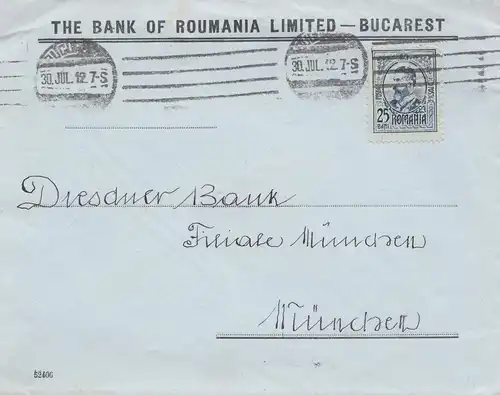 THE BANK OF ROUMANIA LIMITED—BUCAREST
30.JUL.12.7-S
30.JUL.12.7-S
25 ROMANIA
BANI
Dresdner Bank
Filiale München
München